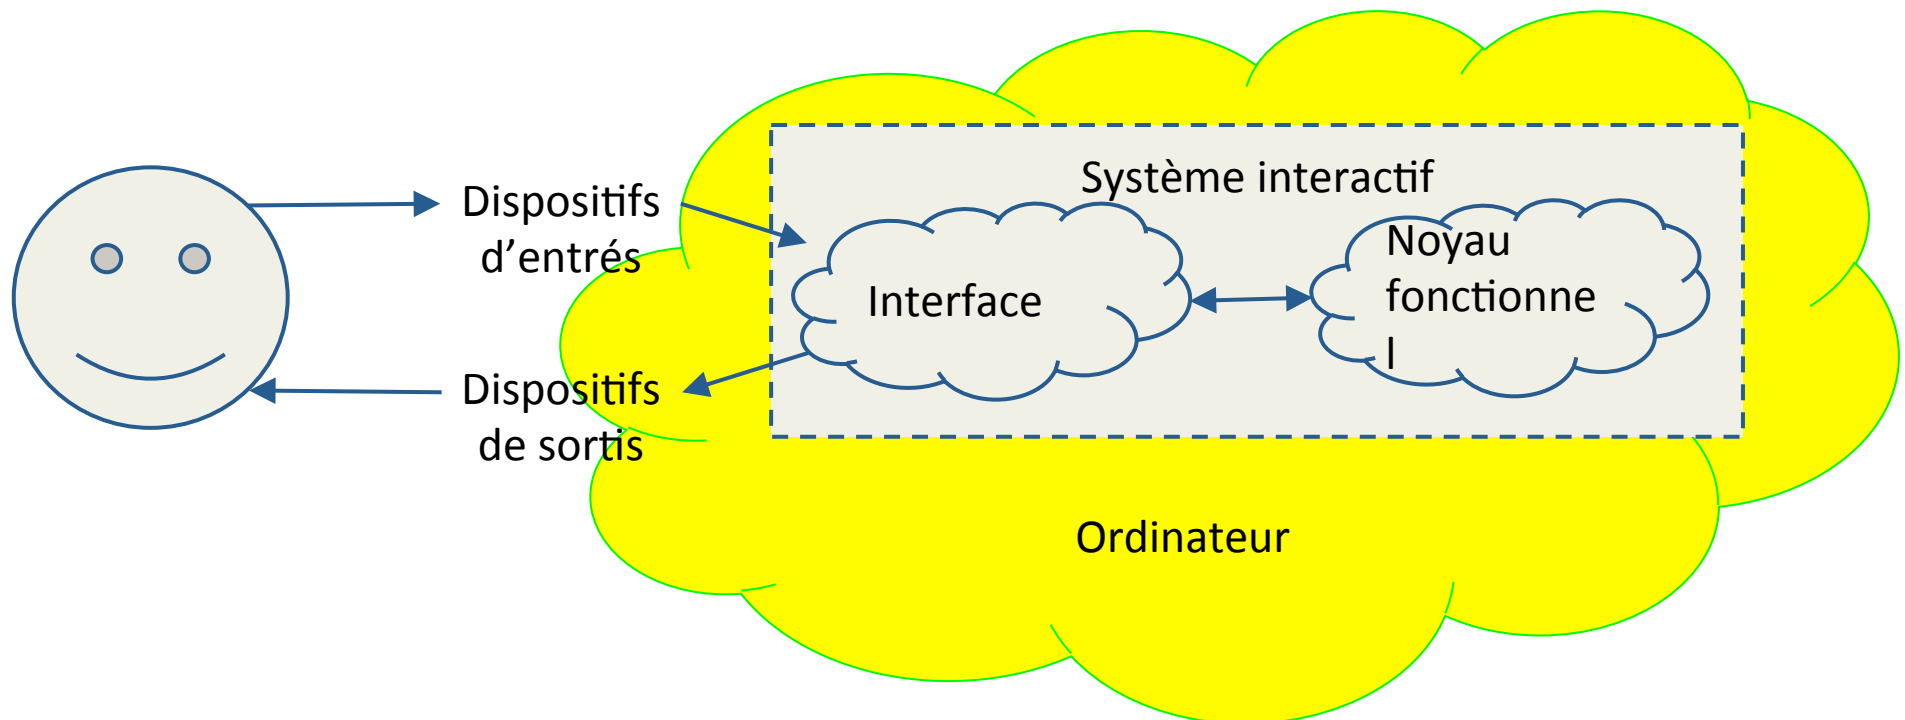 Système interactif
Dispositifs
d’entrés
Interface
Noyau
fonctionne
l
Dispositifs
de sortis
Ordinateur